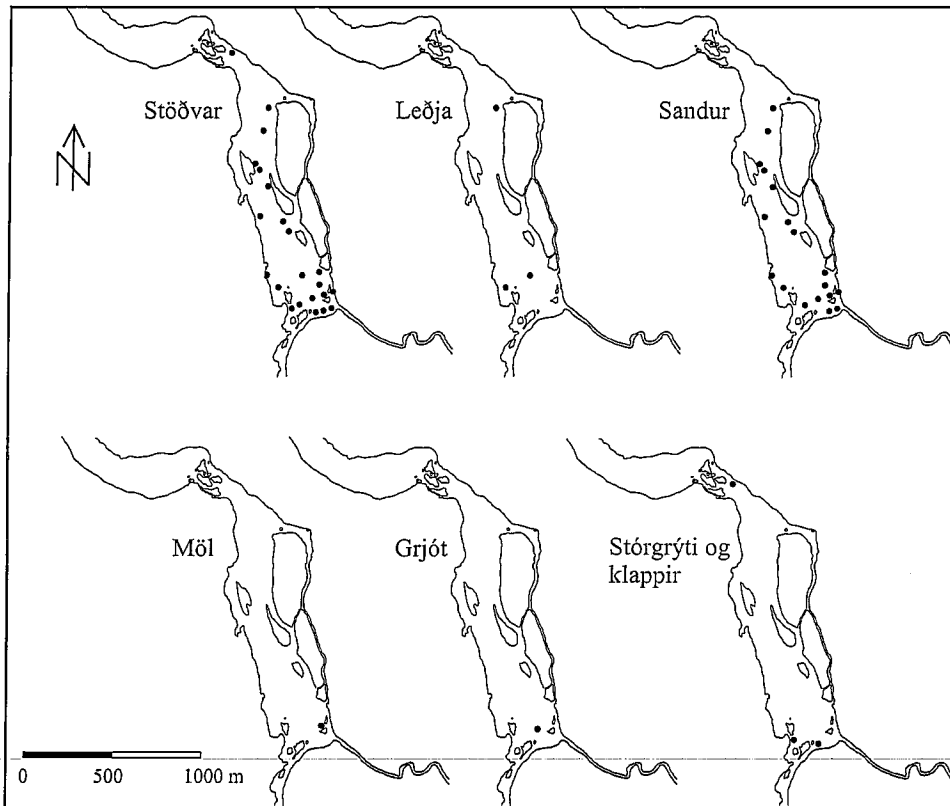 Stöðvar
Leðja
Sandur
N
Möl
Grjót
Stórgrýti og
klappir
0 500 1000 m